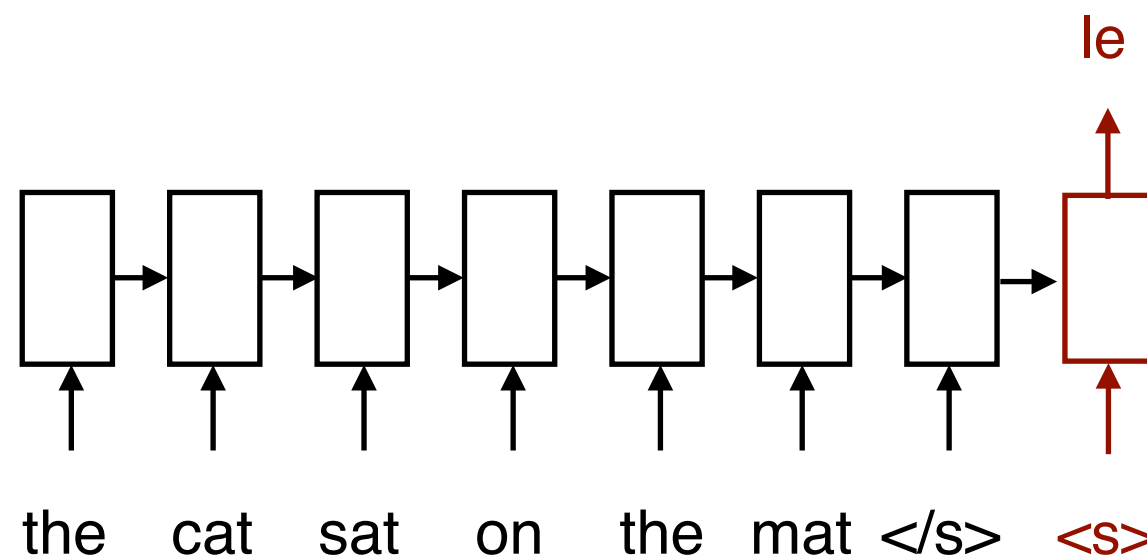 le
the cat sat on the mat </s> <s>